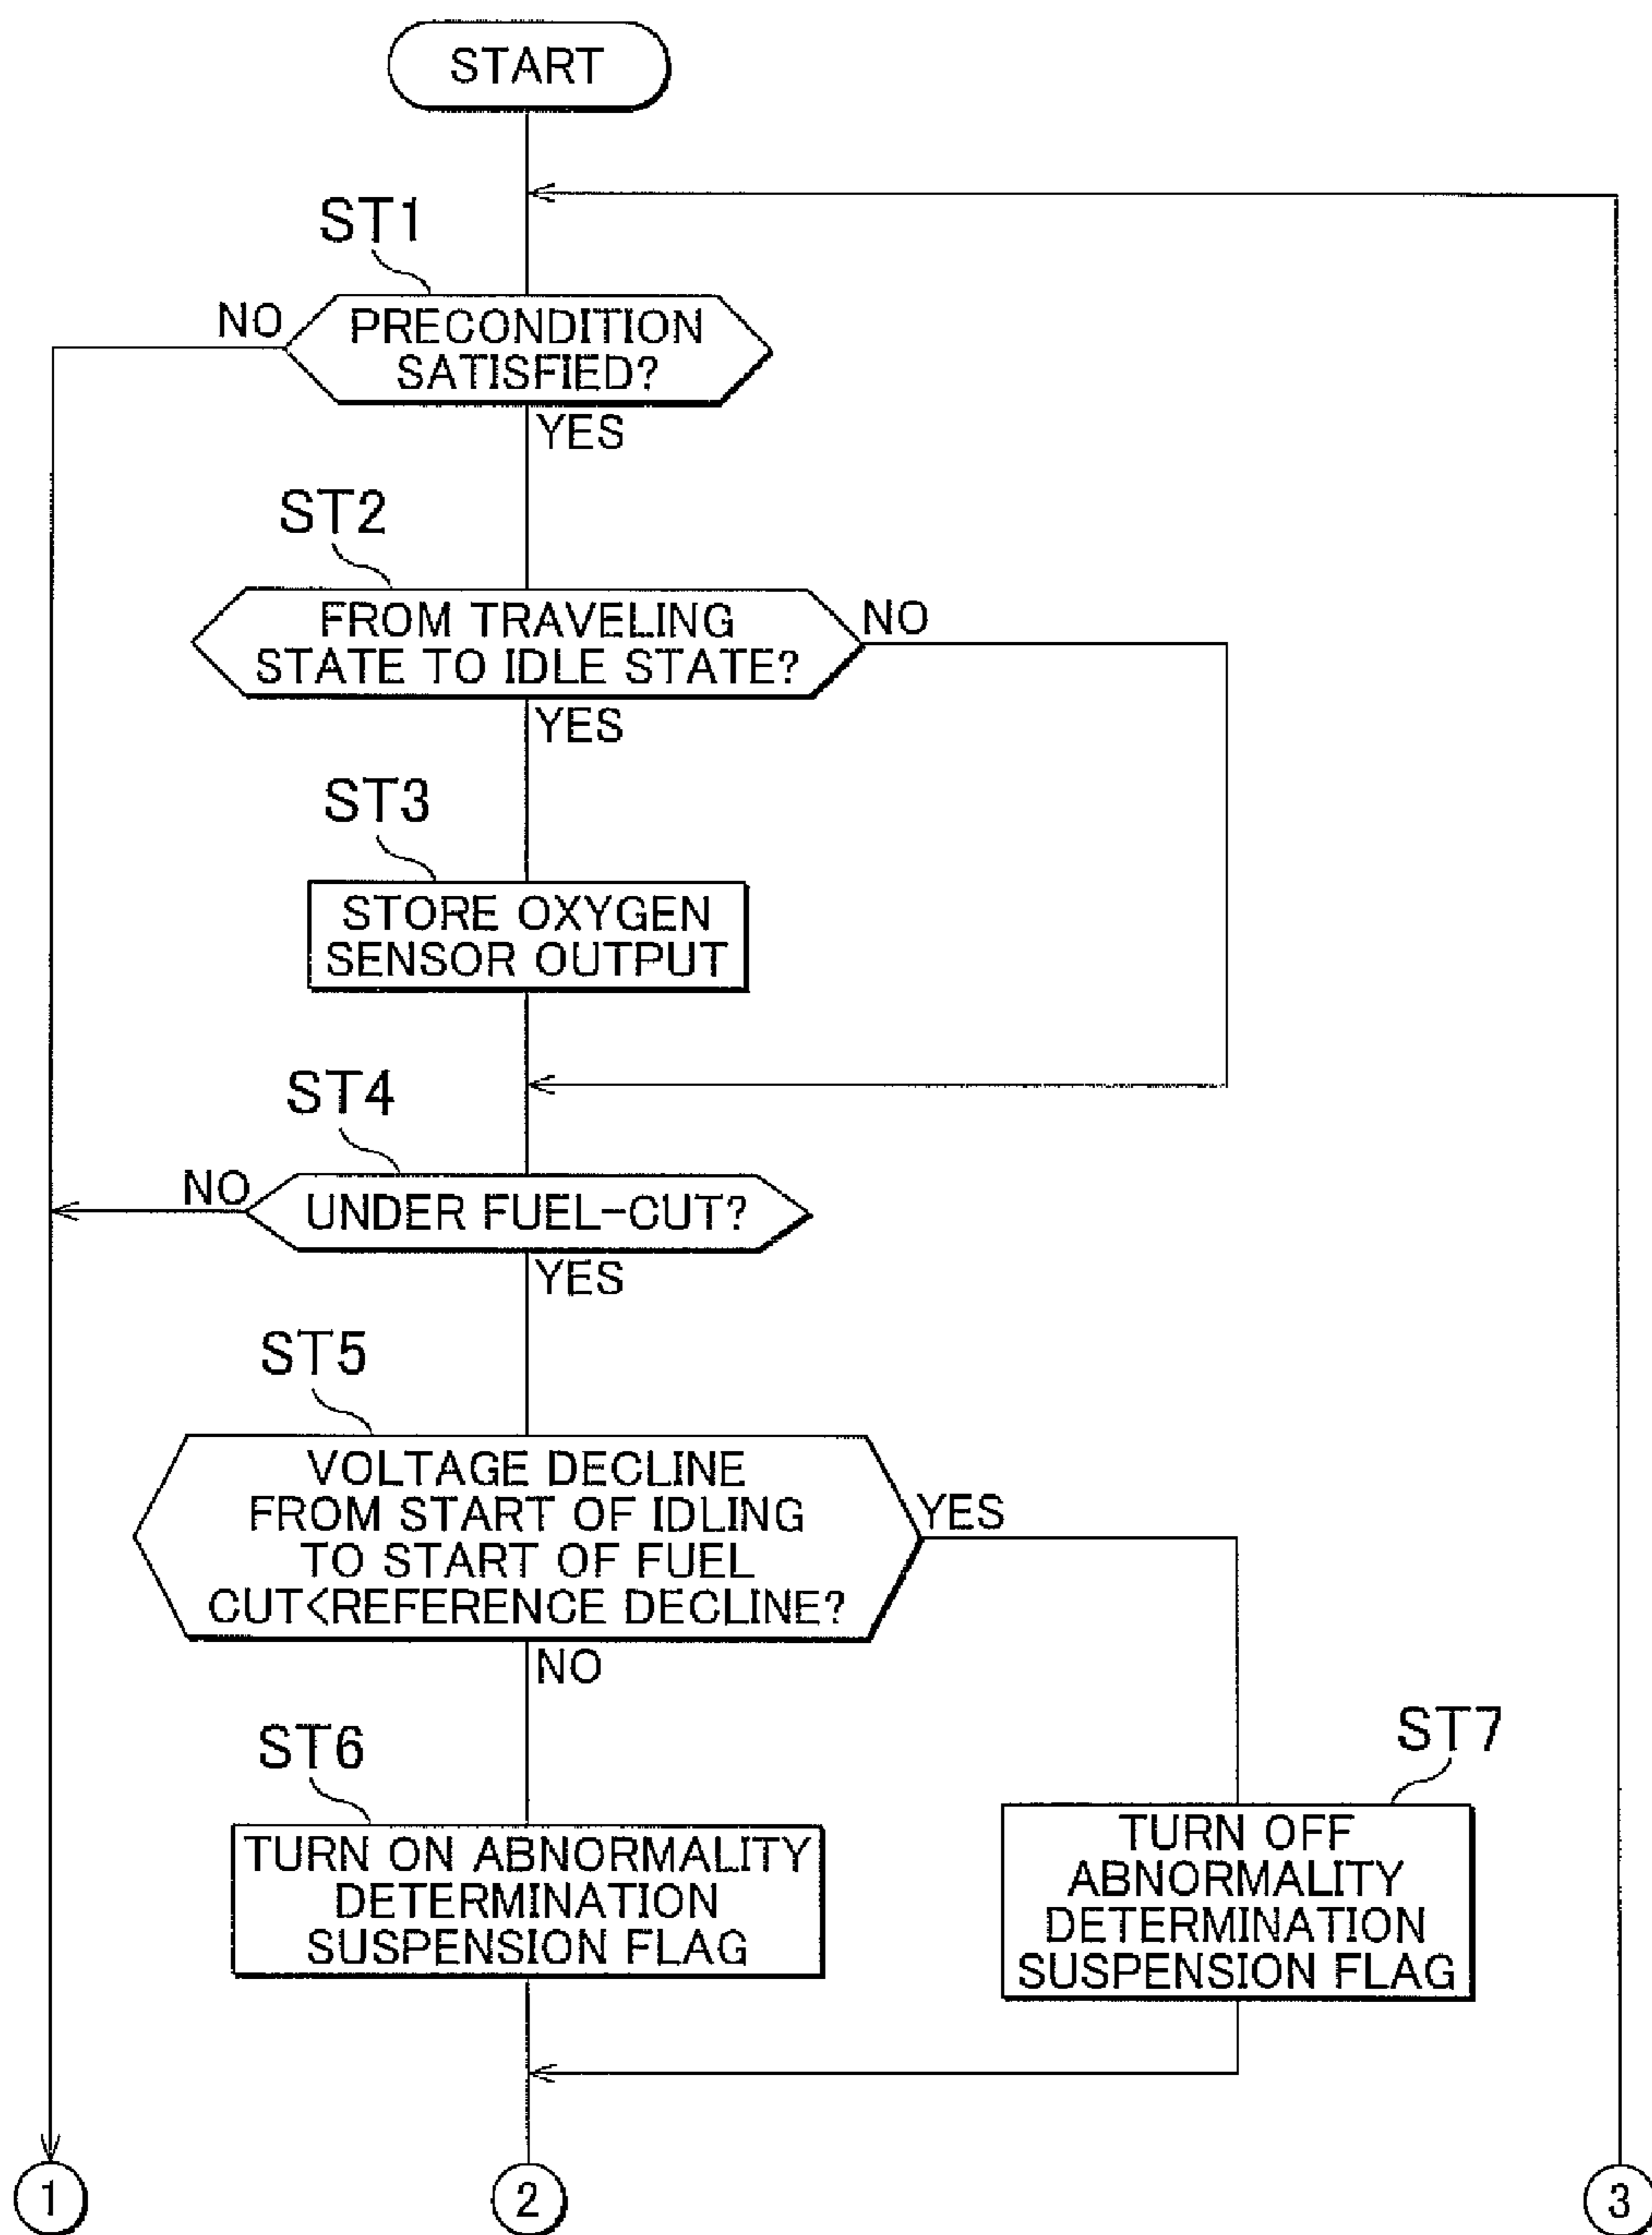 START
ST1
NO
PRECONDITION
SATISFIED?
YES
ST2
FROM TRAVELING
STATE TO IDLE STATE?
NO
YES
ST3
STORE OXYGEN
SENSOR OUTPUT
ST4
NO
UNDER FUEL-CUT?
YES
ST5
VOLTAGE DECLINE
FROM START OF IDLING
TO START OF FUEL
CUT<REFERENCE DECLINE?
YES
NO
ST6
TURN ON ABNORMALITY
DETERMINATION
SUSPENSION FLAG
ST7
TURN OFF
ABNORMALITY
DETERMINATION
SUSPENSION FLAG
1
2
3